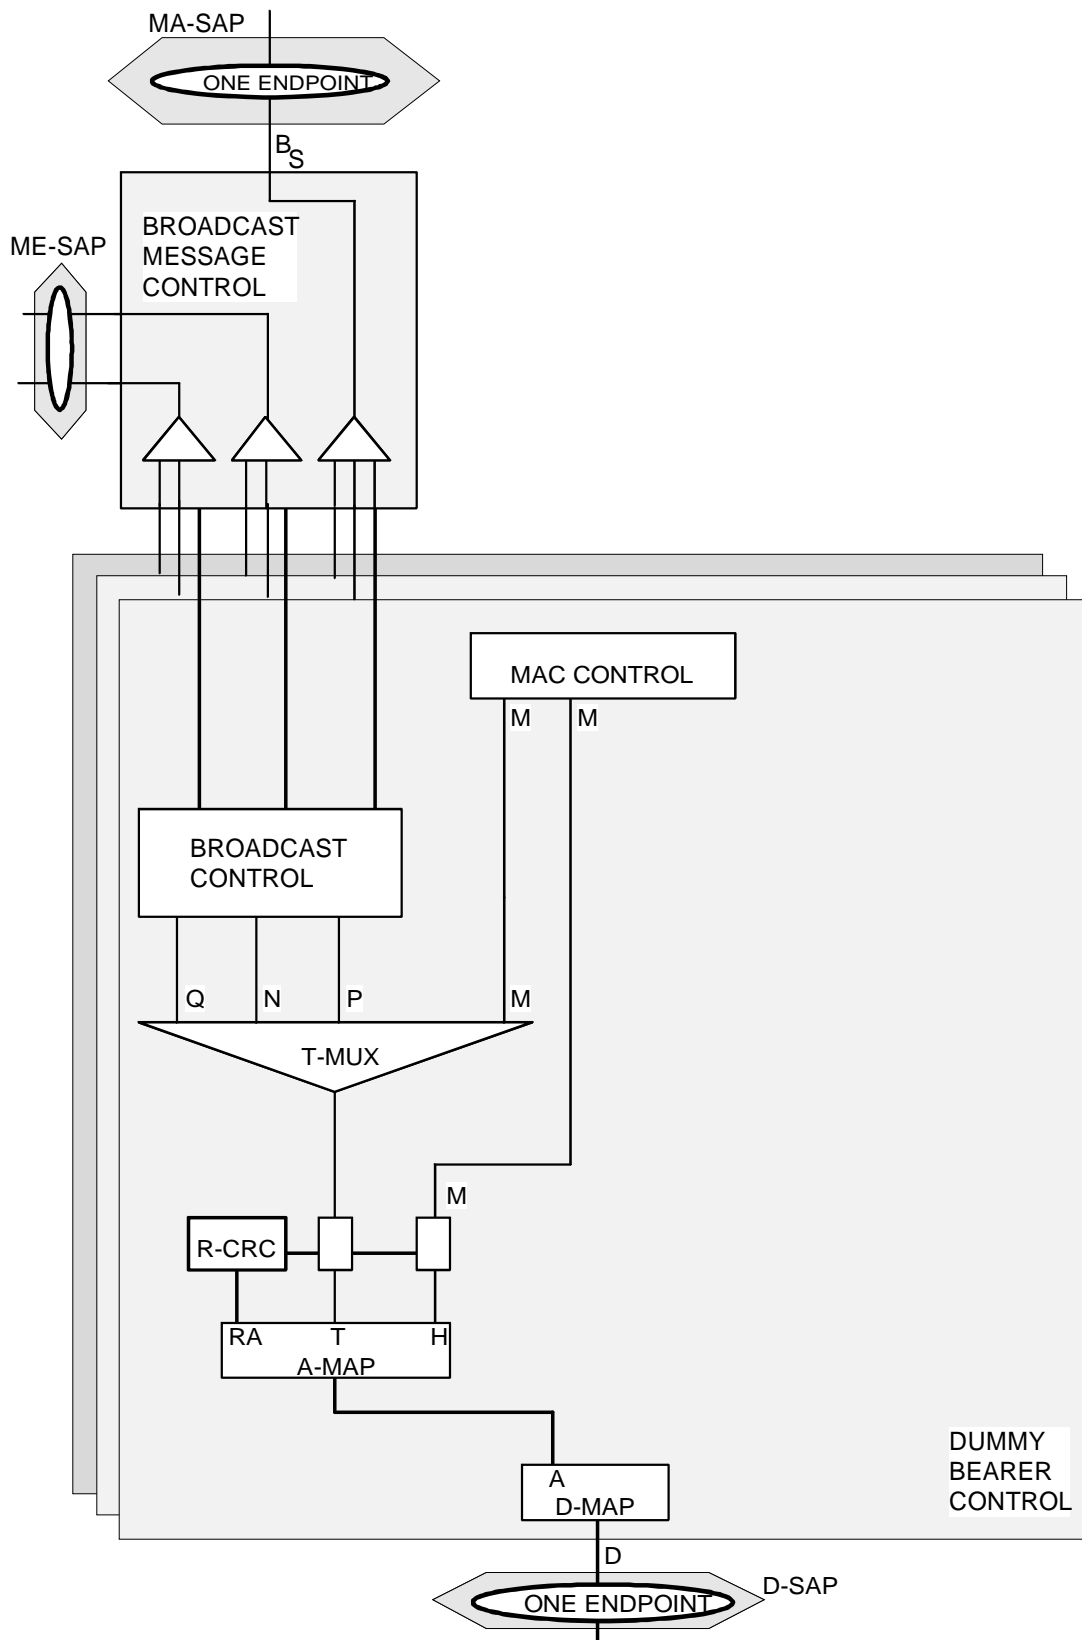 MA-SAP
ONE ENDPOINT
BS
BROADCAST
MESSAGE
CONTROL
ME-SAP
MAC CONTROL
M M
BROADCAST
CONTROL
Q N P M
T-MUX
M
R-CRC
RA T H
A-MAP
DUMMY
BEARER
CONTROL
A
D-MAP
D
D-SAP
ONE ENDPOINT